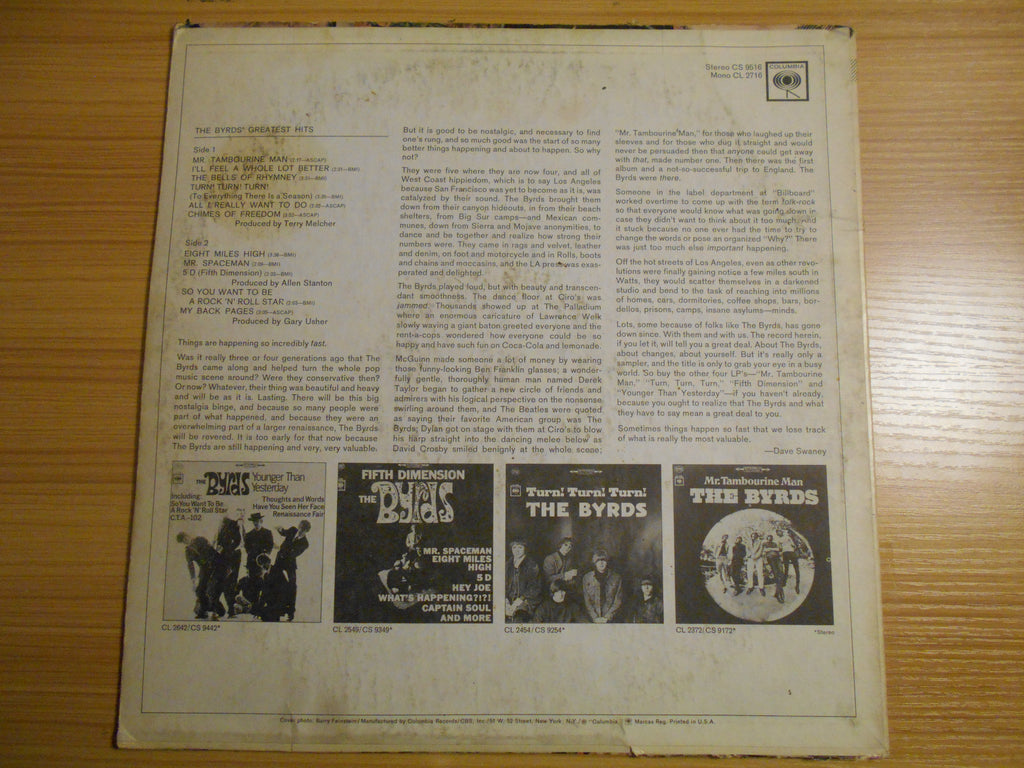 Stereo CS 9516
Mono CL 2716
COLUMBIA
THE BYRDS' GREATEST HITS
Side 1
MR. TAMBOURINE MAN (2:17—ASCAP)
I'LL FEEL A WHOLE LOT BETTER (2:31—BMI)
THE BELLS OF RHYMNEY (3:31—BMI)
TURN! TURN! TURN!
(To Everything There Is a Season)
ALL I REALLY WANT TO DO
CHIMES OF FREEDOM
Produced by Terry Melcher
Side 2
EIGHT MILES HIGH
MR. SPACEMAN
5 D (Fifth Dimension)
Produced by Allen Stanton
SO YOU WANT TO BE
A ROCK 'N' ROLL STAR
MY BACK PAGES
Produced by Gary Usher
Things are happening so incredibly fast.
Was it really three or four generations ago that The
Byrds came along and helped turn the whole pop
music scene around? Were they conservative then?
Or now? Whatever, their thing was beautiful and heavy
and will be as it is. Lasting. There will be this big
nostalgia binge, and because so many people were
part of what happened, and because they were an
overwhelming part of a larger renaissance, The Byrds
will be revered. It is too early for that now because
The Byrds are still happening and very, very valuable.
But it is good to be nostalgic, and necessary to find
one's rung, and so much good was the start of so many
better things happening and about to happen. So why
not?
They were five where they are now four, and all of
West Coast hippiedom, which is to say Los Angeles
because San Francisco was yet to become as it is, was
catalyzed by their sound. The Byrds brought them
down from their canyon hideouts, in from their beach
shelters, from Big Sur camps—and Mexican com-
munes, down from Sierra and Mojave anonymities, to
dance and be together and realize how strong their
numbers were. They came in rags and velvet, leather
and denim, on foot and motorcycle and in Rolls, boots
and chains and moccasins, and the LA press was exas-
perated and delighted.
The Byrds played loud, but with beauty and transcen-
dant smoothness. The dance floor at Ciro's was
jammed. Thousands showed up at The Palladium
where an enormous caricature of Lawrence Welk
slowly waving a giant baton greeted everyone and the
rent-a-cops wondered how everyone could be so
happy and have such fun on Coca-Cola and lemonade.
McGuinn made someone a lot of money by wearing
those funny-looking Ben Franklin glasses; a wonder-
fully gentle, thoroughly human man named Derek
Taylor began to gather a new circle of friends and
admirers with his logical perspective on the nonsense
swirling around them, and The Beatles were quoted
as saying their favorite American group was The
Byrds; Dylan got on stage with them at Ciro's to blow
his harp straight into the dancing melee below as
David Crosby smiled benignly at the whole scene;
"Mr. Tambourine Man," for those who laughed up their
sleeves and for those who dug it straight and would
never be persuaded then that anyone could get away
with that, made number one. Then there was the first
album and a not-so-successful trip to England. The
Byrds were there.
Someone in the label department at "Billboard"
worked overtime to come up with the term folk-rock
so that everyone would know what was going down in
case they didn't want to think about it too much. And
it stuck because no one ever had the time to try to
change the words or pose an organized "Why?" There
was just too much else important happening.
Off the hot streets of Los Angeles, even as other revo-
lutions were finally gaining notice a few miles south in
Watts, they would scatter themselves in a darkened
studio and bend to the task of reaching into millions
of homes, cars, dormitories, coffee shops, bars, bor-
dellos, prisons, camps, insane asylums—minds.
Lots, some because of folks like The Byrds, has gone
down since. With them and with us. The record herein,
if you let it, will tell you a great deal. About The Byrds,
about changes, about yourself. But it's really only a
sampler, and the title is only to grab your eye in a busy
world. So buy the other four LP's—"Mr. Tambourine
Man," "Turn, Turn, Turn," "Fifth Dimension" and
"Younger Than Yesterday"—if you haven't already,
because you ought to realize that The Byrds and what
they have to say mean a great deal to you.
Sometimes things happen so fast that we lose track
of what is really the most valuable.
—Dave Swaney
THE Byrds Younger Than
Yesterday
Including:
So You Want To Be
A Rock 'N' Roll Star
C.T.A.-102
Thoughts and Words
Have You Seen Her Face
Renaissance Fair
CL 2642/CS 9442*
FIFTH DIMENSION
THE Byrds
MR. SPACEMAN
EIGHT MILES
HIGH
5 D
HEY JOE
WHAT'S HAPPENING?!?!
CAPTAIN SOUL
AND MORE
CL 2549/CS 9349*
Turn! Turn! Turn!
THE BYRDS
CL 2454/CS 9254*
Mr. Tambourine Man
THE BYRDS
CL 2372/CS 9172*
*Stereo
5
Cover photo: Barry Feinstein/Manufactured by Columbia Records/CBS, Inc./51 W. 52 Street, New York, N.Y./® "Columbia," Marcas Reg. Printed in U.S.A.